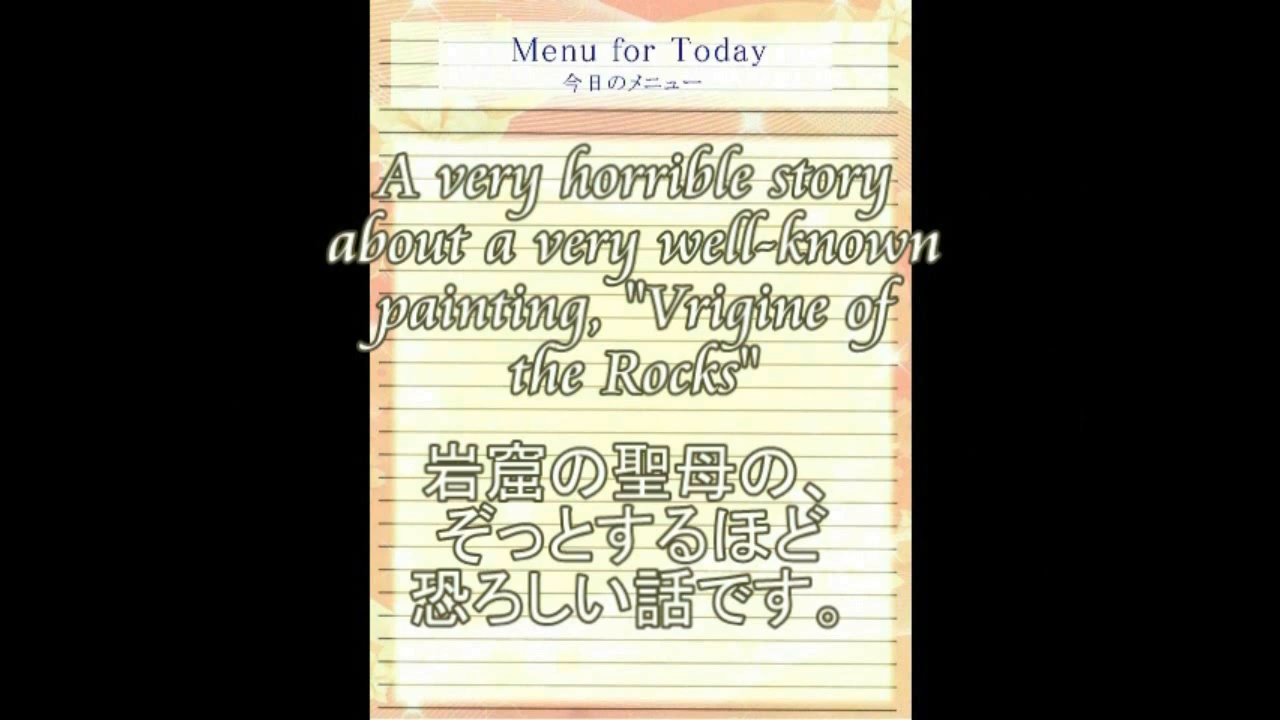 Menu for Today
今日のメニュー
A very horrible story
about a very well-known
painting, "Vrigine of
the Rocks"
岩窟の聖母の、
ぞっとするほど
恐ろしい話です。